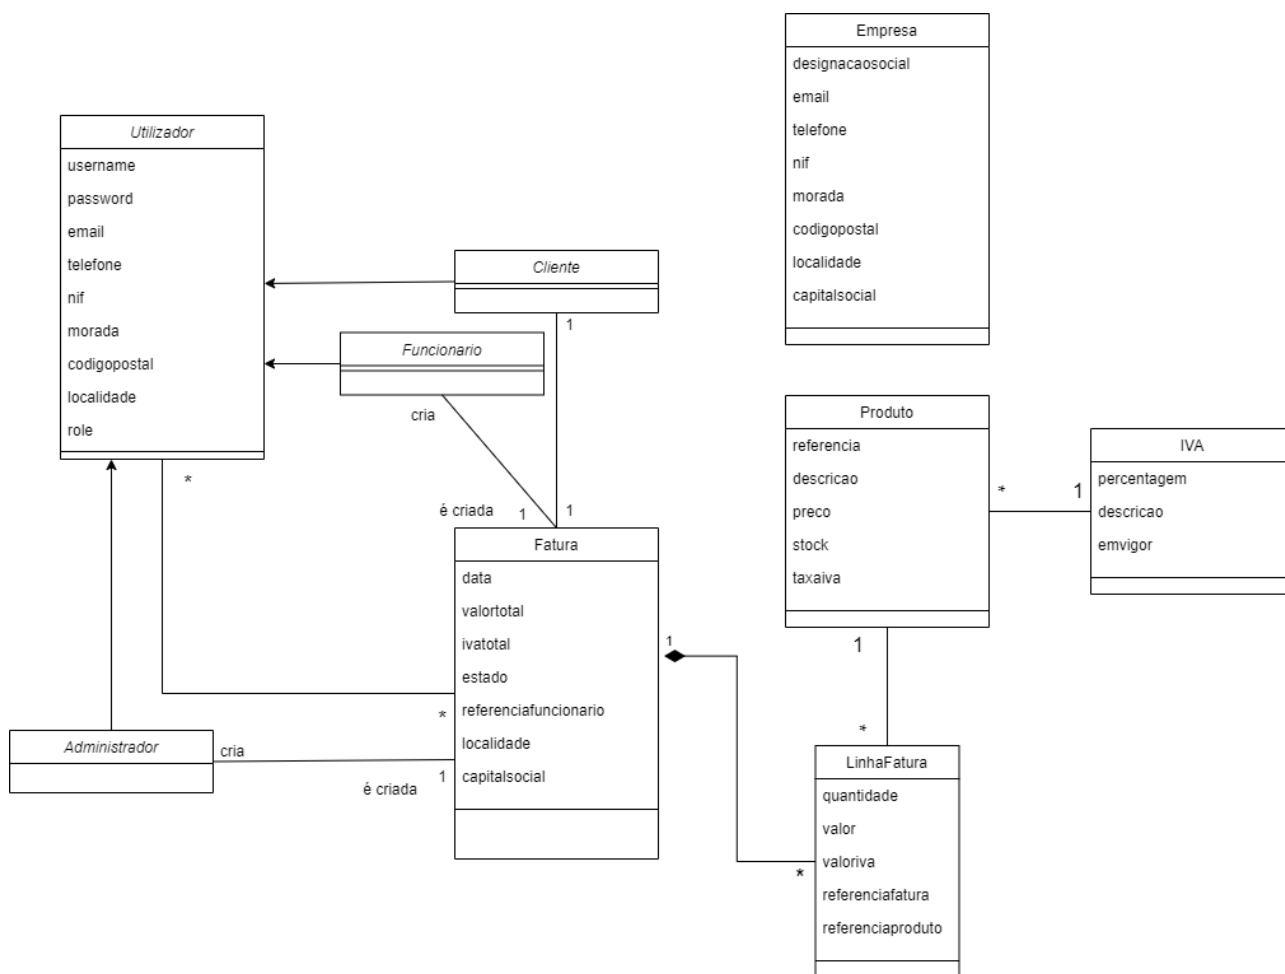 Empresa
designacaosocial
email
telefone
nif
morada
codigopostal
localidade
capitalsocial
Utilizador
username
password
email
telefone
nif
morada
codigopostal
localidade
role
*
Cliente
1
Funcionario
cria
é criada
1
1
Fatura
data
valortotal
ivatotal
estado
referenciafuncionario
localidade
capitalsocial
*
1
Administrador
cria
é criada
1
Produto
referencia
descricao
preco
stock
taxaiva
*
1
IVA
percentagem
descricao
emvigor
1
*
LinhaFatura
quantidade
valor
valoriva
referenciafatura
referenciaproduto
*